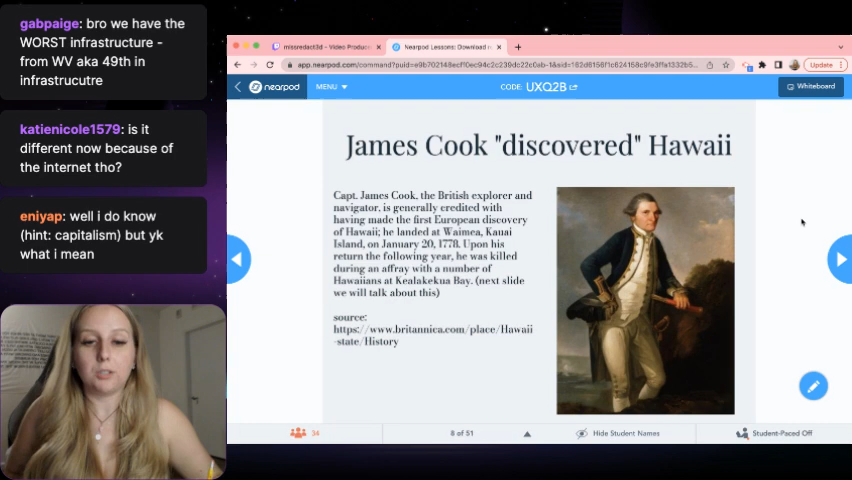 gabpaige: bro we have the
WORST infrastructure -
from WV aka 49th in
infrastrucutre
katienicole1579: is it
different now because of
the internet tho?
eniyap: well i do know
(hint: capitalism) but yk
what i mean
missredact3d - Video Produce
Nearpod Lessons: Download
Update
nearpod
MENU
CODE: UXQ2B
Whiteboard
James Cook "discovered" Hawaii
Capt. James Cook, the British explorer and
navigator, is generally credited with
having made the first European discovery
of Hawaii; he landed at Waimea, Kauai
Island, on January 20, 1778. Upon his
return the following year, he was killed
during an affray with a number of
Hawaiians at Kealakekua Bay. (next slide
we will talk about this)
source:
https://www.britannica.com/place/Hawaii
-state/History
34
8 of 51
Hide Student Names
Student-Paced Off